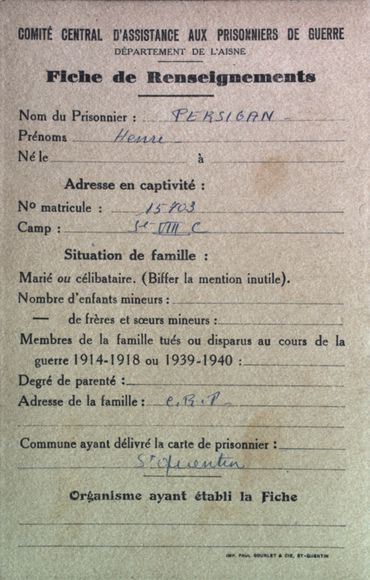 COMITÉ CENTRAL D'ASSISTANCE AUX PRISONNIERS DE GUERRE
DÉPARTEMENT DE L'AISNE
Fiche de Renseignements
Nom du Prisonnier : PERSIGAN
Prénoms Henri
Né le à
Adresse en captivité :
No matricule : 15703
Camp : St VIII C
Situation de famille :
Marié ou célibataire. (Biffer la mention inutile).
Nombre d'enfants mineurs :
— de frères et sœurs mineurs :
Membres de la famille tués ou disparus au cours de la
guerre 1914-1918 ou 1939-1940 :
Degré de parenté :
Adresse de la famille : C.R.P.
Commune ayant délivré la carte de prisonnier :
St Quentin
Organisme ayant établi la Fiche
IMP. PAUL DOURLET & CIE, ST-QUENTIN